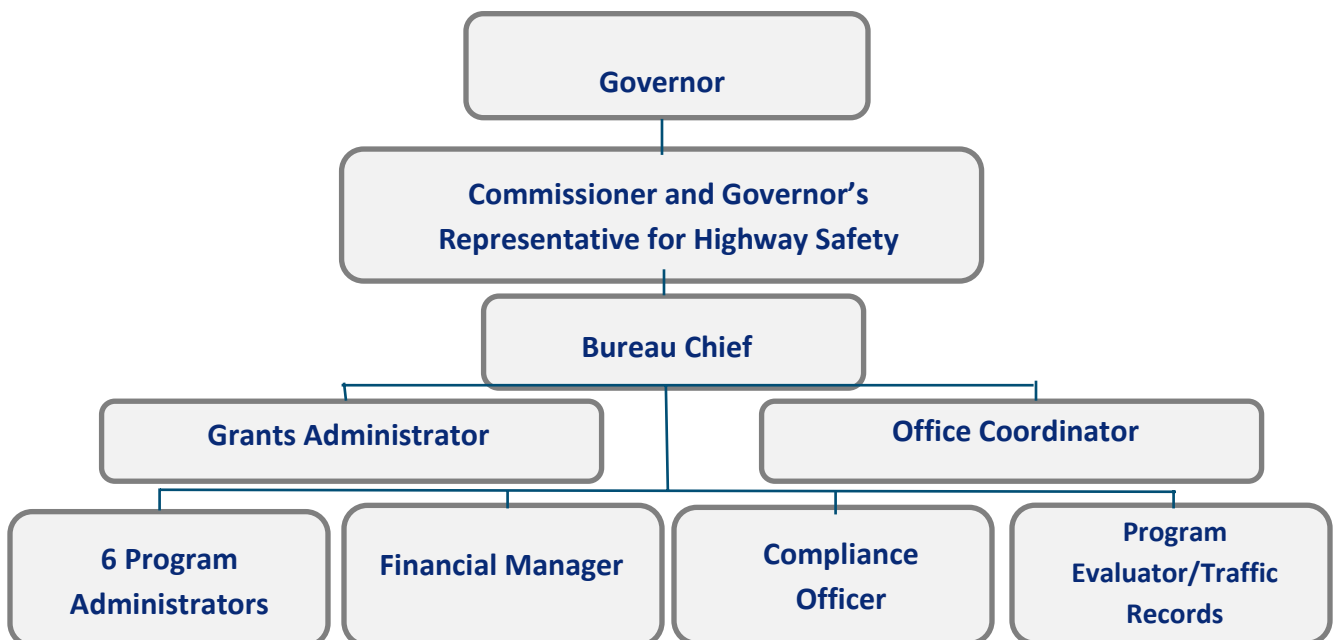 Governor
Commissioner and Governor’s
Representative for Highway Safety
Bureau Chief
Grants Administrator
Office Coordinator
6 Program
Administrators
Financial Manager
Compliance
Officer
Program
Evaluator/Traffic
Records